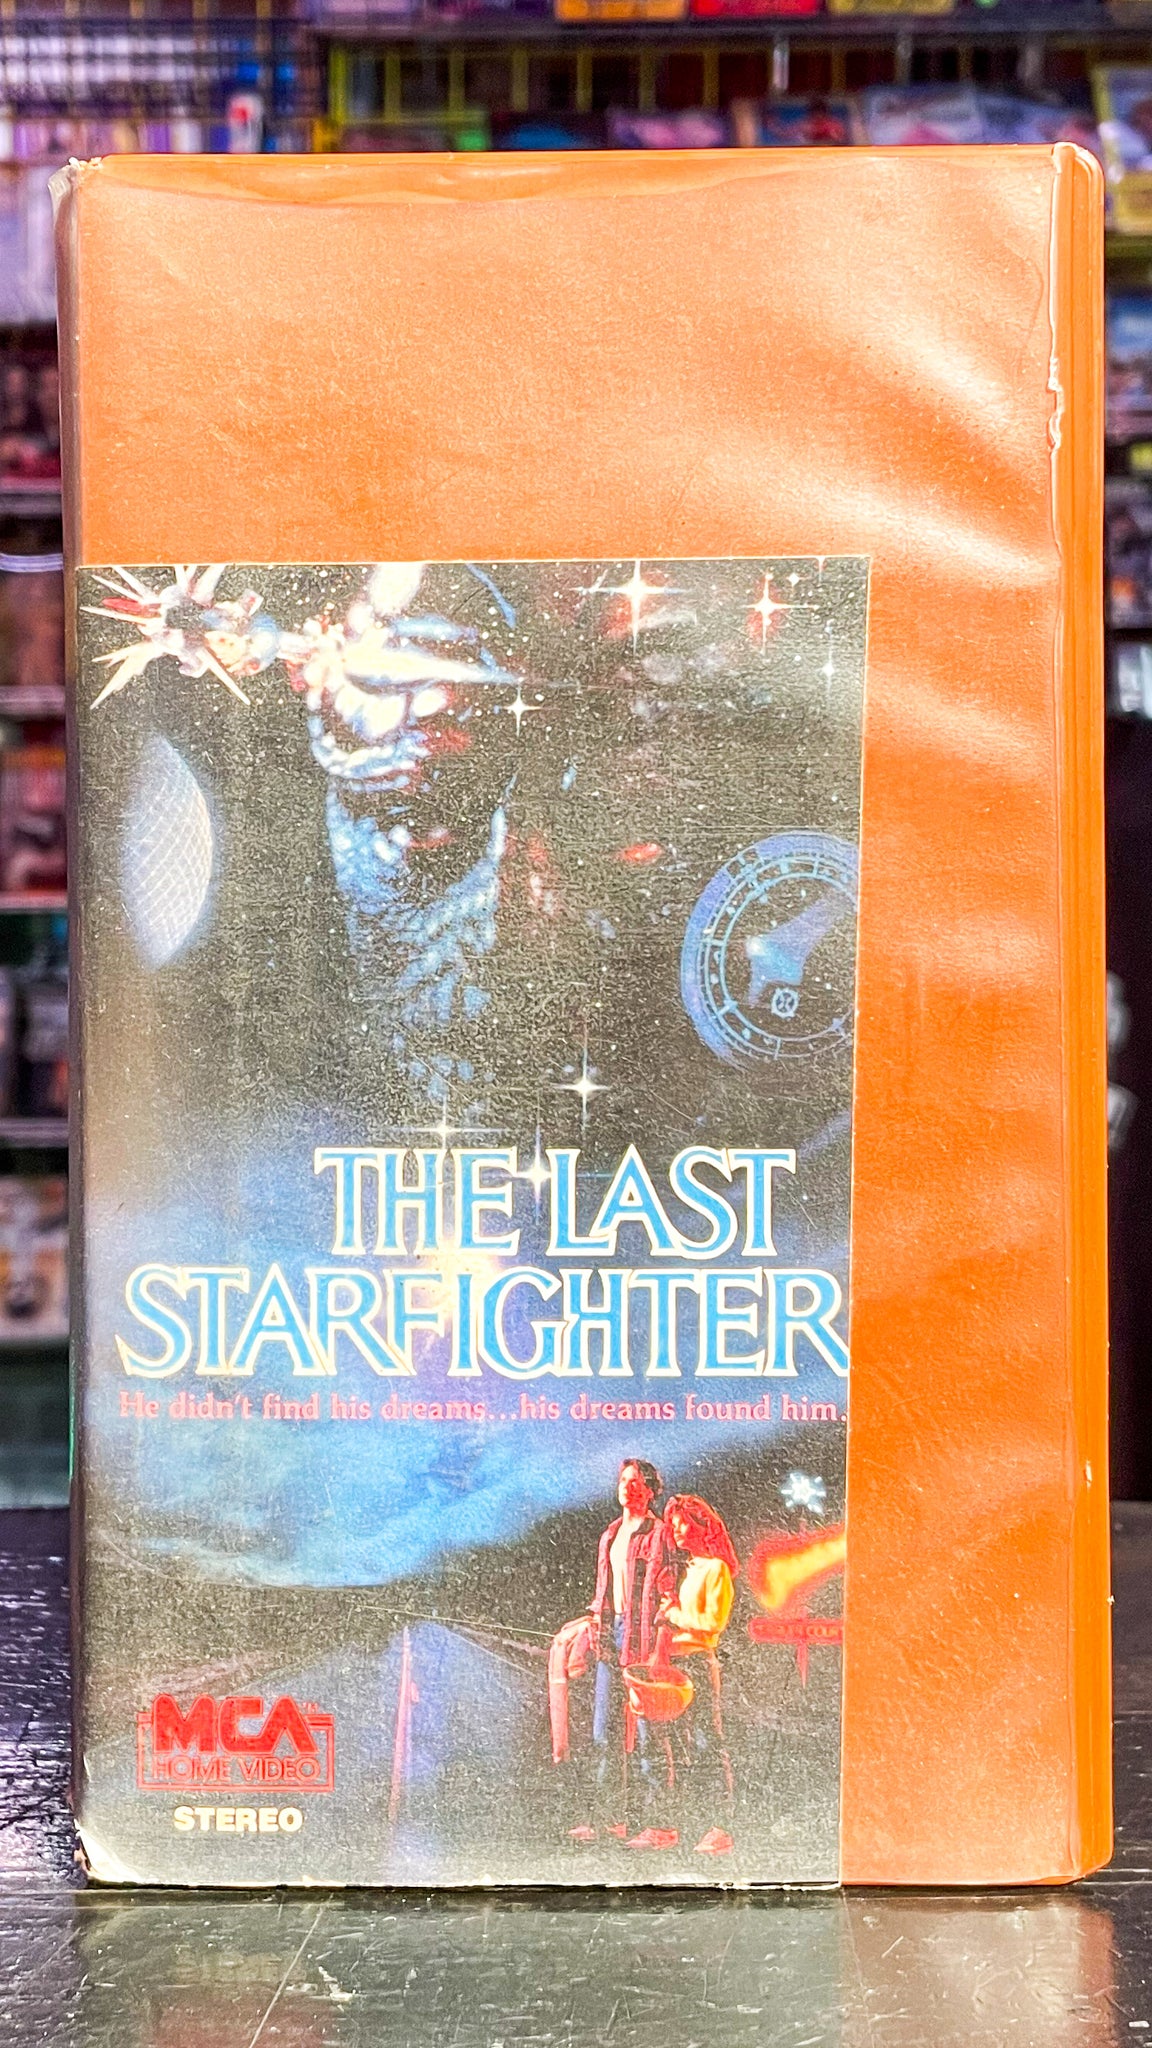 THE LAST
STARFIGHTER
He didn't find his dreams...his dreams found him.
MCA
HOME VIDEO
STEREO